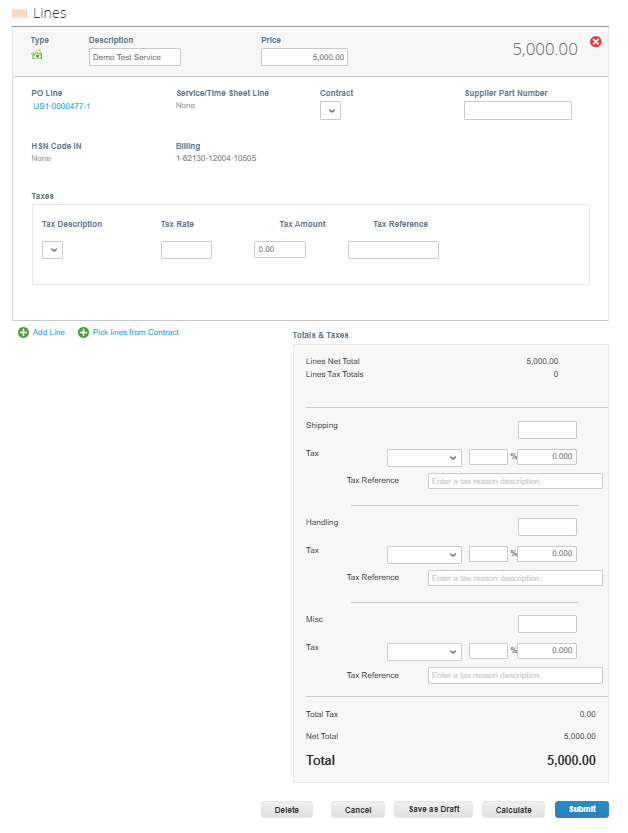 Lines
Type Description Price
Demo Test Service 5,000.00 5,000.00
PO Line Service/Time Sheet Line Contract Supplier Part Number
US1-0000477-1 None
HSN Code IN Billing
None 1-62130-12004-10505
Taxes
Tax Description Tax Rate Tax Amount Tax Reference
0.00
Add Line Pick lines from Contract
Totals & Taxes
Lines Net Total 5,000.00
Lines Tax Totals 0
Shipping
Tax % 0.000
Tax Reference Enter a tax reason description.
Handling
Tax % 0.000
Tax Reference Enter a tax reason description.
Misc
Tax % 0.000
Tax Reference Enter a tax reason description.
Total Tax 0.00
Net Total 5,000.00
Total 5,000.00
Delete Cancel Save as Draft Calculate Submit